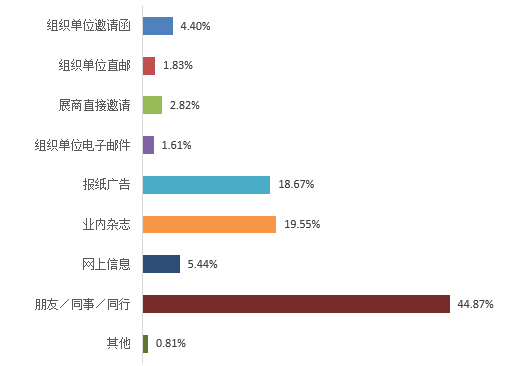 组织单位邀请函 4.40%
组织单位直邮 1.83%
展商直接邀请 2.82%
组织单位电子邮件 1.61%
报纸广告 18.67%
业内杂志 19.55%
网上信息 5.44%
朋友／同事／同行 44.87%
其他 0.81%